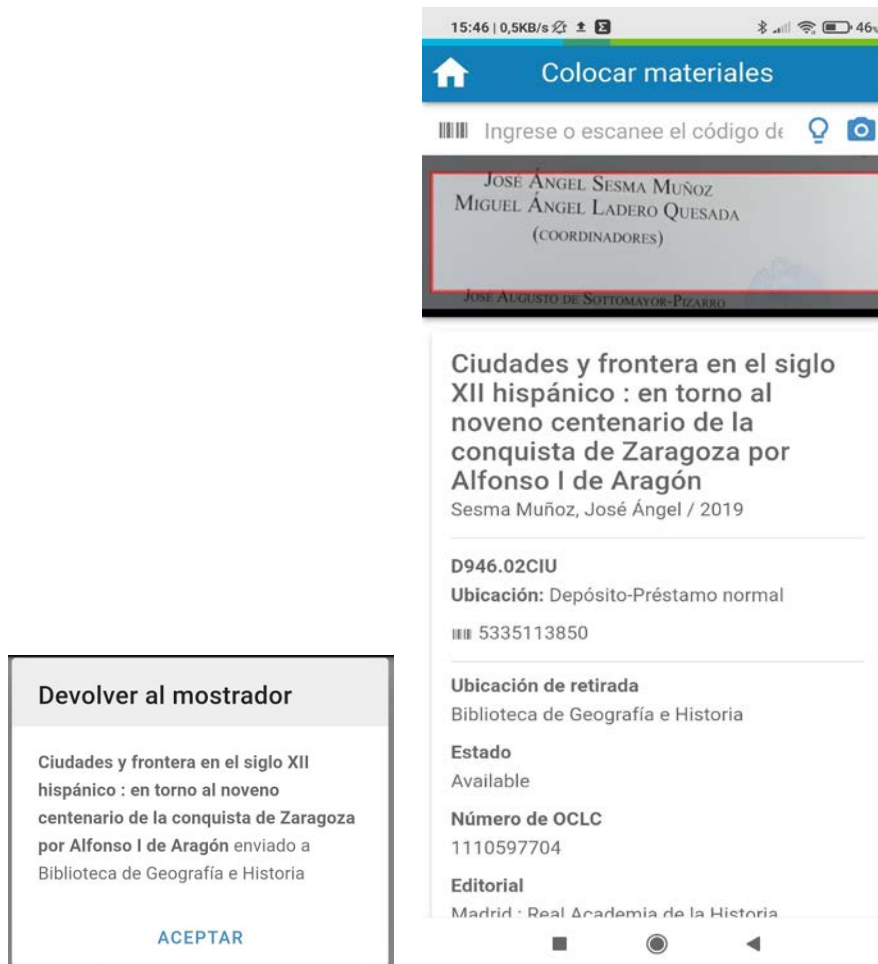 Devolver al mostrador
Ciudades y frontera en el siglo XII
hispánico : en torno al noveno
centenario de la conquista de Zaragoza
por Alfonso I de Aragón enviado a
Biblioteca de Geografía e Historia
ACEPTAR
15:46 | 0,5KB/s
46
Colocar materiales
Ingrese o escanee el código de
JOSÉ ÁNGEL SESMA MUÑOZ
MIGUEL ÁNGEL LADERO QUESADA
(COORDINADORES)
JOSÉ AUGUSTO DE SOTTOMAYOR-PIZARRO
Ciudades y frontera en el siglo
XII hispánico : en torno al
noveno centenario de la
conquista de Zaragoza por
Alfonso I de Aragón
Sesma Muñoz, José Ángel / 2019
D946.02CIU
Ubicación: Depósito-Préstamo normal
5335113850
Ubicación de retirada
Biblioteca de Geografía e Historia
Estado
Available
Número de OCLC
1110597704
Editorial
Madrid : Real Academia de la Historia